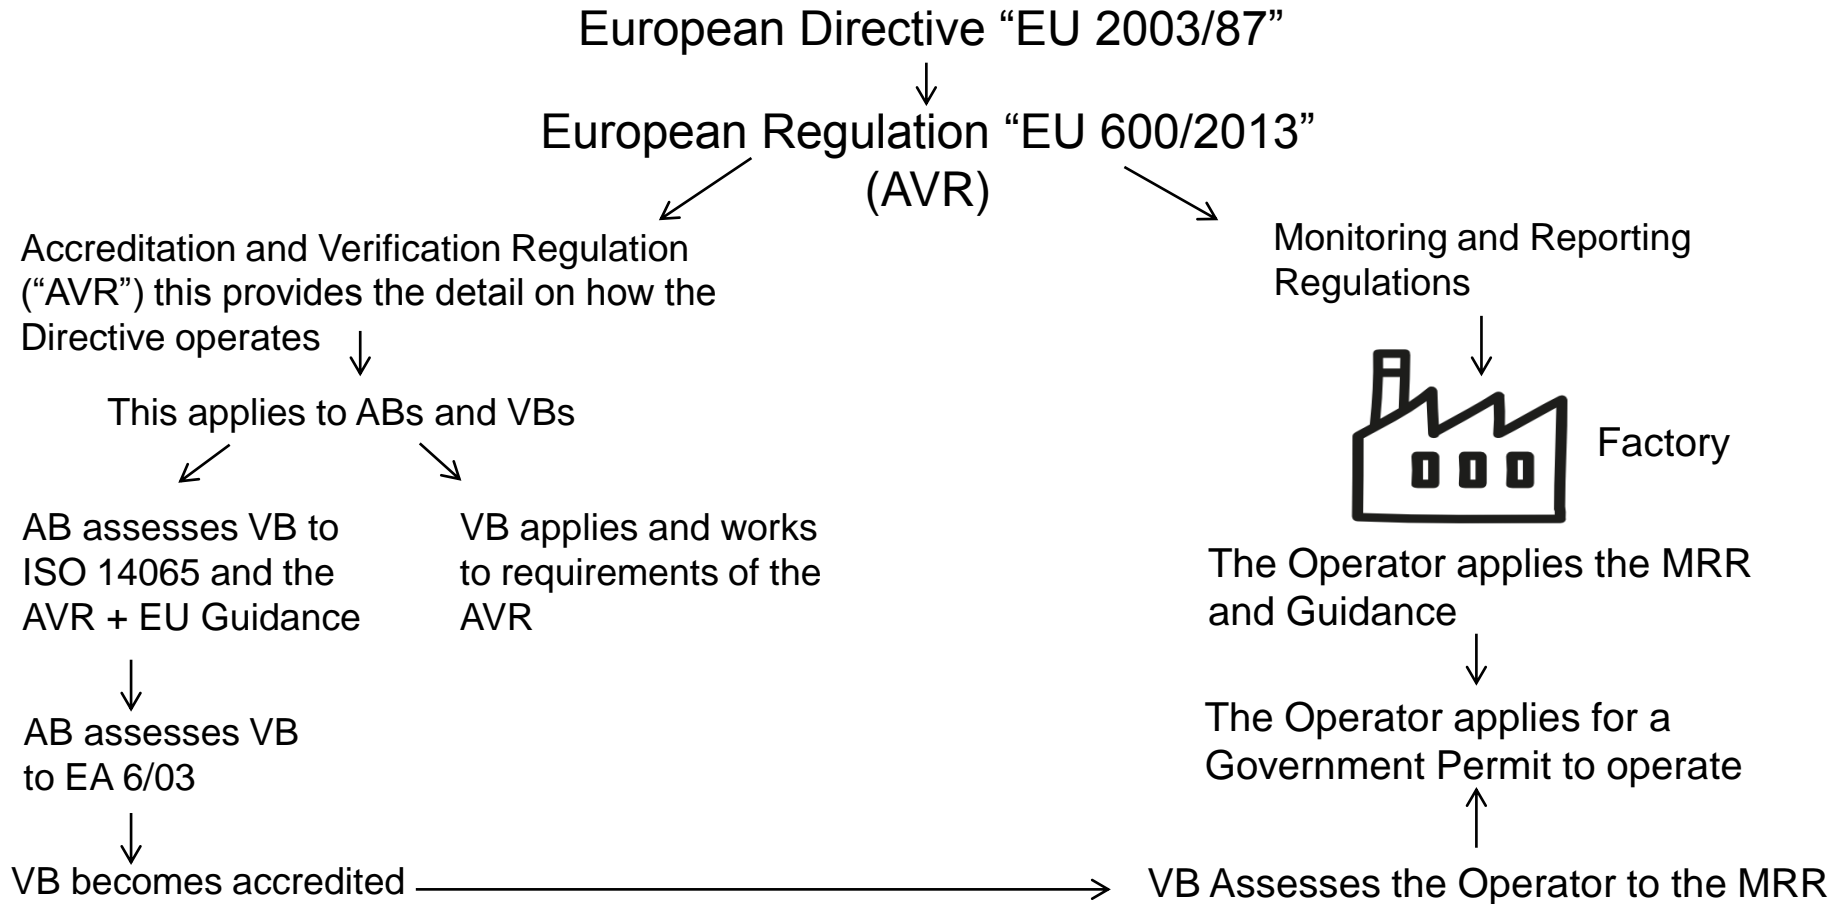 European Directive “EU 2003/87”
European Regulation “EU 600/2013”
(AVR)
Accreditation and Verification Regulation
(“AVR”) this provides the detail on how the
Directive operates
This applies to ABs and VBs
AB assesses VB to
ISO 14065 and the
AVR + EU Guidance
VB applies and works
to requirements of the
AVR
AB assesses VB
to EA 6/03
VB becomes accredited
Monitoring and Reporting
Regulations
Factory
The Operator applies the MRR
and Guidance
The Operator applies for a
Government Permit to operate
VB Assesses the Operator to the MRR